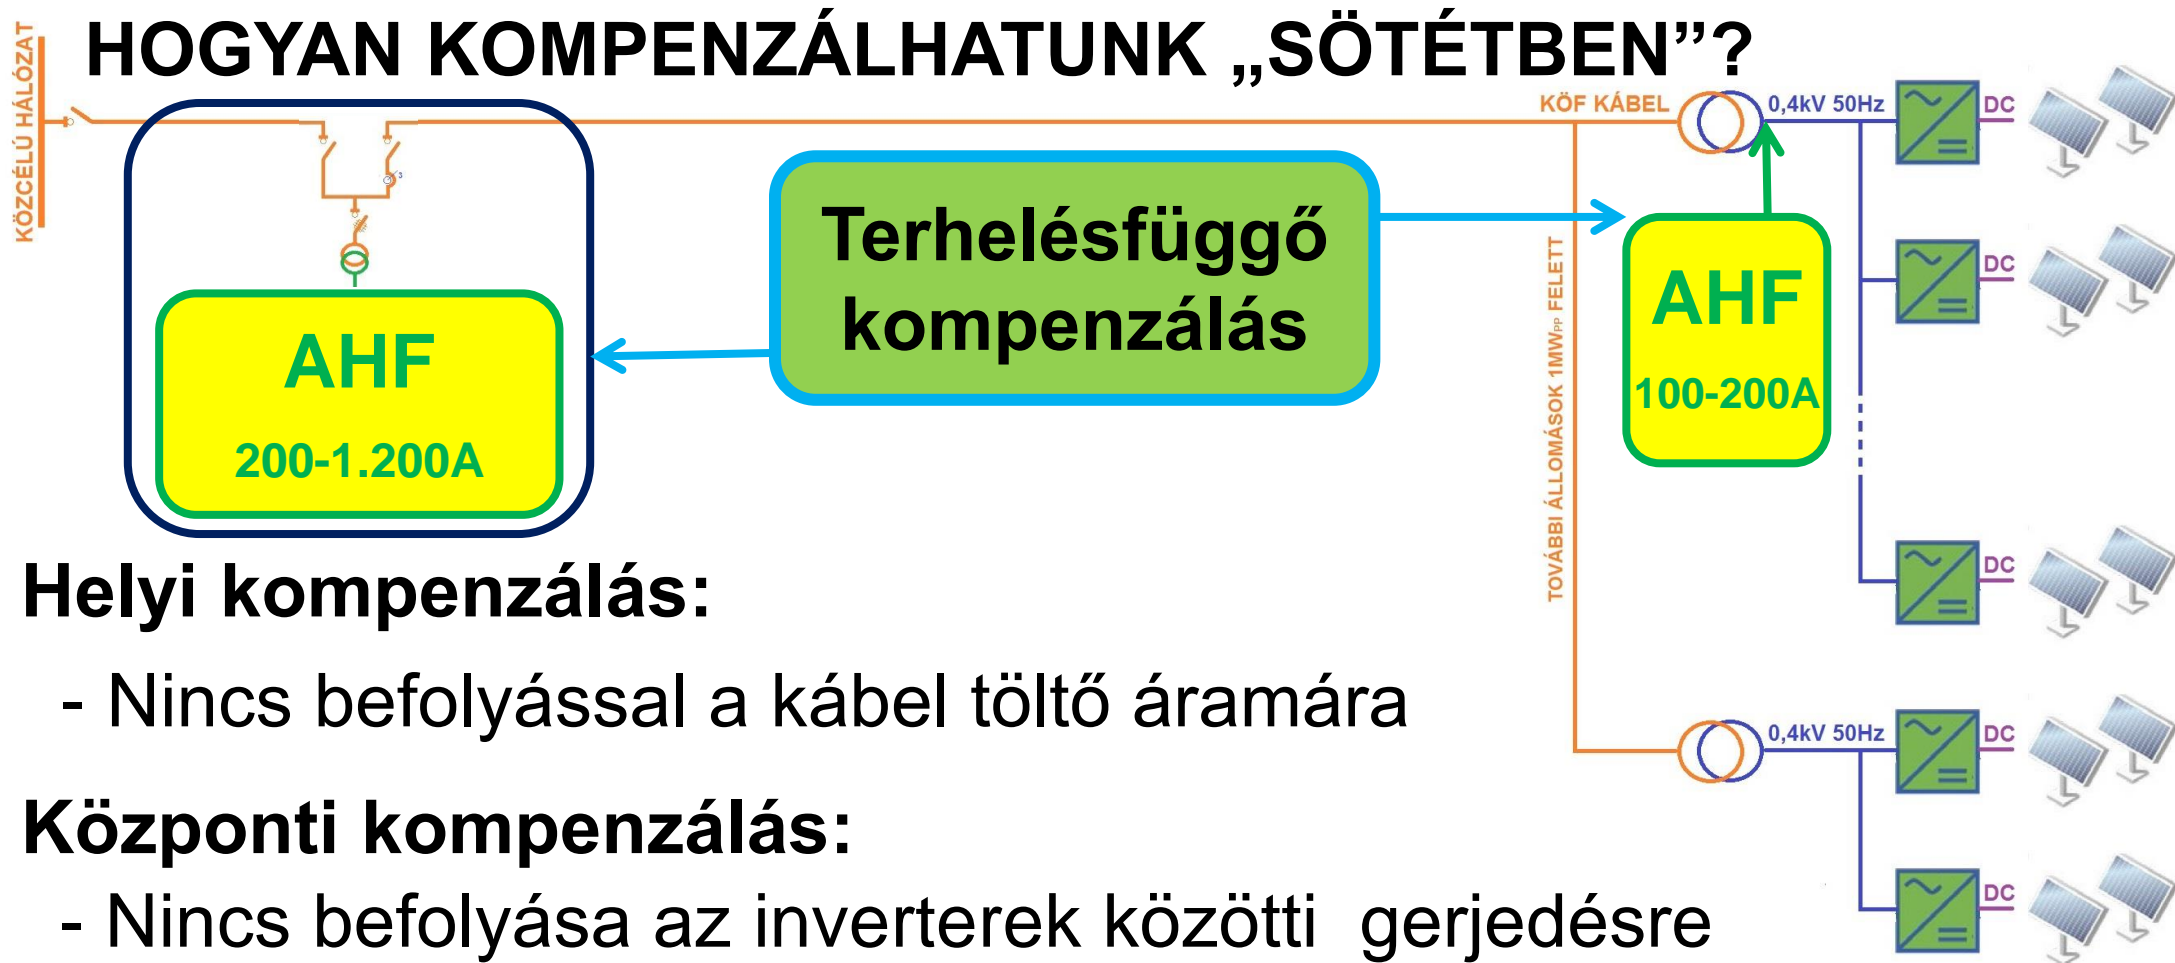 HOGYAN KOMPENZÁLHATUNK „SÖTÉTBEN”?
KÖZCÉLÚ HÁLÓZAT
KÖF KÁBEL
0,4kV 50Hz
DC
3
Terhelésfüggő
kompenzálás
AHF
200-1.200A
AHF
100-200A
DC
TOVÁBBI ÁLLOMÁSOK 1MWPP FELETT
DC
Helyi kompenzálás:
- Nincs befolyással a kábel töltő áramára
0,4kV 50Hz
DC
Központi kompenzálás:
- Nincs befolyása az inverterek közötti gerjedésre
DC